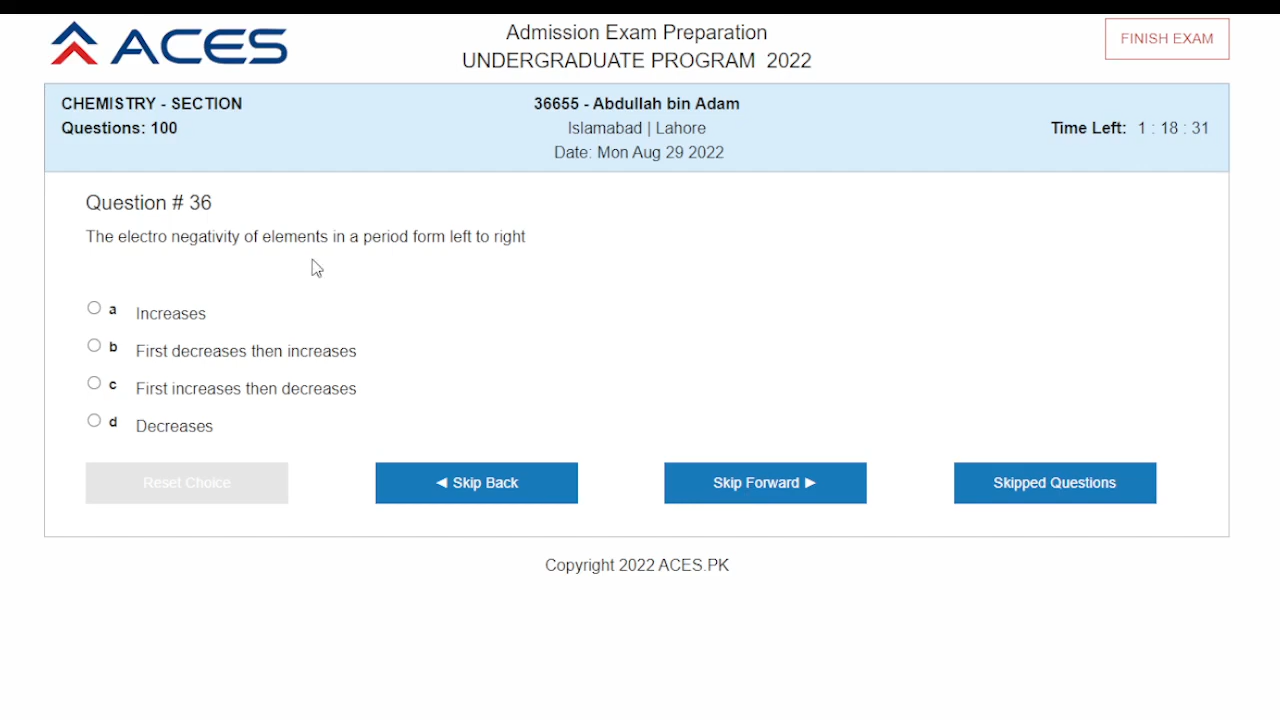 ACES
Admission Exam Preparation
UNDERGRADUATE PROGRAM 2022
FINISH EXAM
CHEMISTRY - SECTION
Questions: 100
36655 - Abdullah bin Adam
Islamabad | Lahore
Date: Mon Aug 29 2022
Time Left: 1 : 18 : 31
Question # 36
The electro negativity of elements in a period form left to right
a Increases
b First decreases then increases
c First increases then decreases
d Decreases
Reset Choice
◄ Skip Back
Skip Forward ►
Skipped Questions
Copyright 2022 ACES.PK